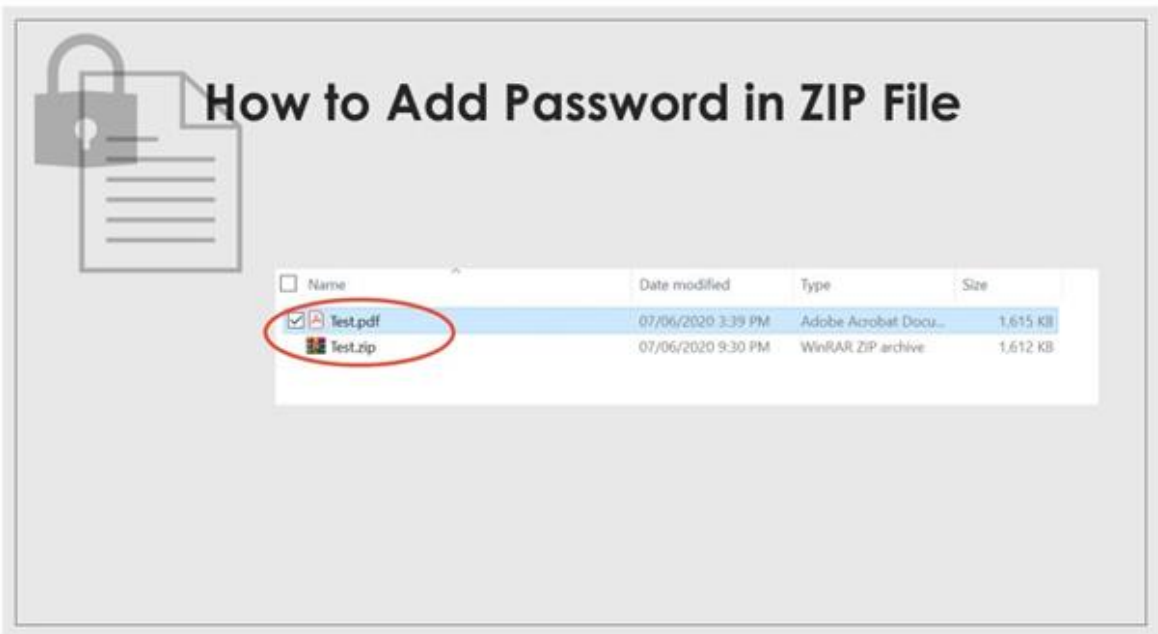 How to Add Password in ZIP File
Name Date modified Type Size
Test.pdf 07/06/2020 3:39 PM Adobe Acrobat Docu... 1,615 KB
Test.zip 07/06/2020 9:30 PM WinRAR ZIP archive 1,612 KB